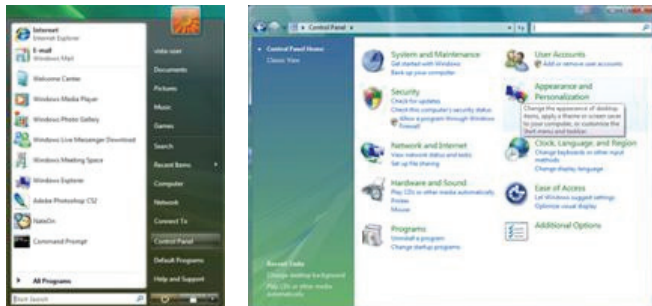 Internet
Internet Explorer
E-mail
Windows Mail
Welcome Center
Windows Media Player
Windows Photo Gallery
Windows Live Messenger Download
Windows Meeting Space
Windows Explorer
Adobe Photoshop CS2
NateOn
Command Prompt
All Programs
Start Search
vista user
Documents
Pictures
Music
Games
Search
Recent Items
Computer
Network
Connect To
Control Panel
Default Programs
Help and Support
Control Panel
Control Panel Home
Classic View
System and Maintenance
Get started with Windows
Back up your computer
Security
Check for updates
Check this computer's security status
Allow a program through Windows
Firewall
Network and Internet
View network status and tasks
Set up file sharing
Hardware and Sound
Play CDs or other media automatically
Printer
Mouse
Programs
Uninstall a program
Change startup programs
User Accounts
Add or remove user accounts
Appearance and
Personalization
Change the appearance of desktop
items, apply a theme or screen saver
to your computer, or customize the
Start menu and taskbar.
Clock, Language, and Region
Change keyboards or other input
methods
Change display language
Ease of Access
Let Windows suggest settings
Optimize visual display
Additional Options
Recent Tasks
Change desktop background
Play CDs or other media
automatically